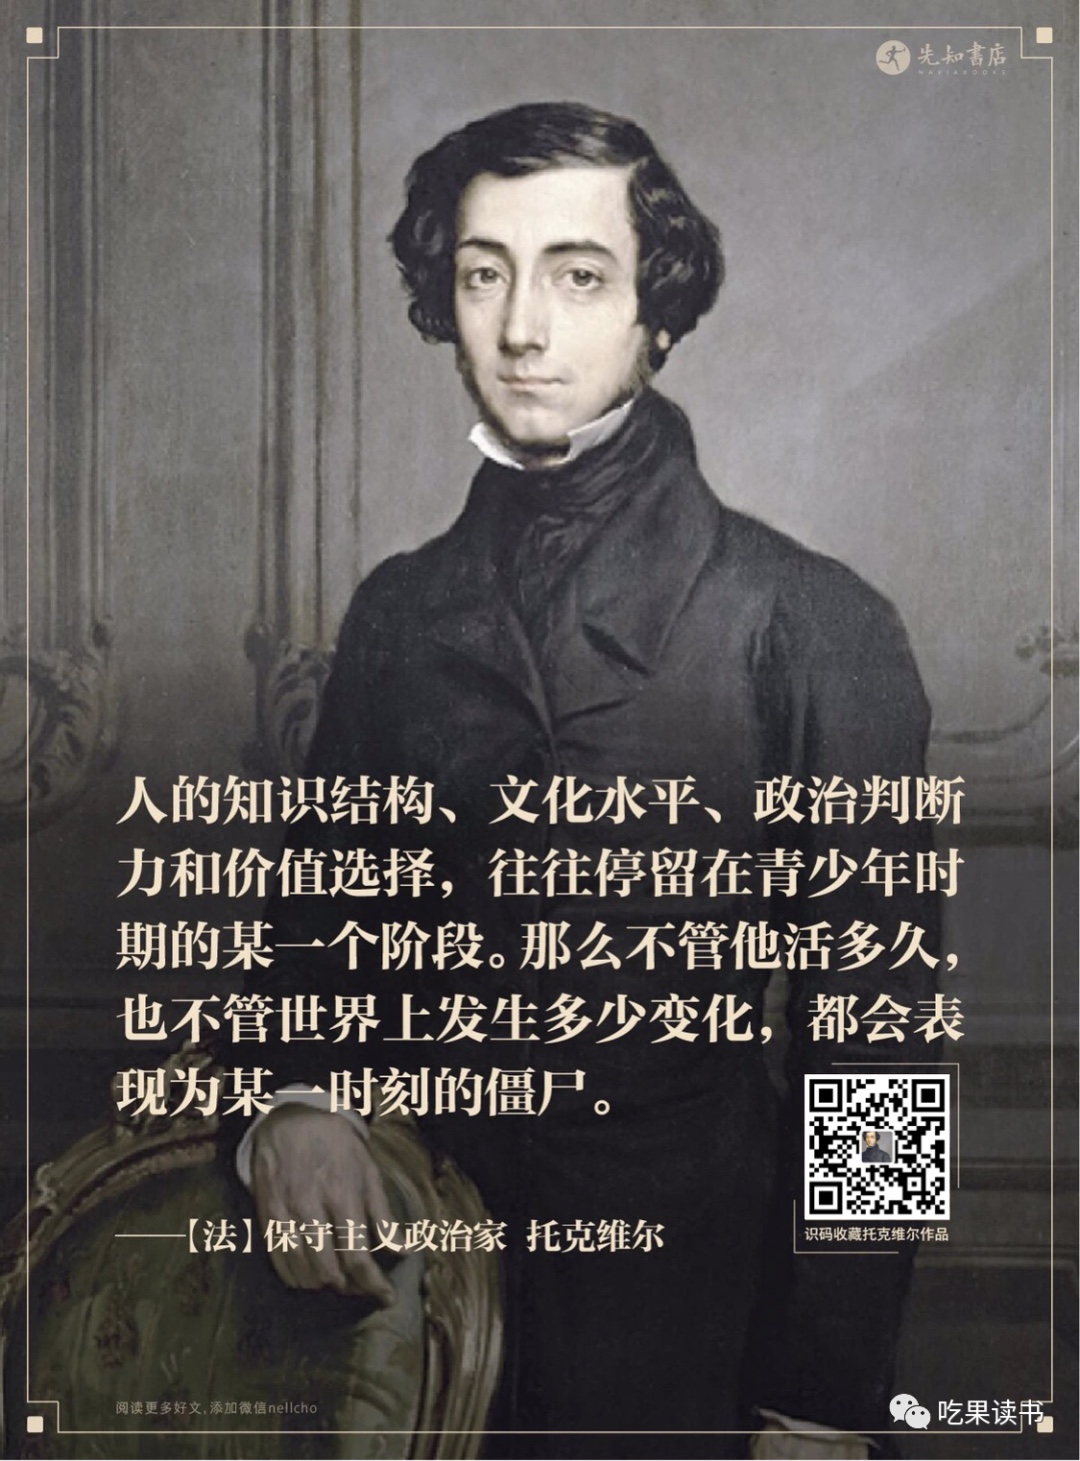 先知書店
人的知识结构、文化水平、政治判断
力和价值选择，往往停留在青少年时
期的某一个阶段。那么不管他活多久，
也不管世界上发生多少变化，都会表
现为某一时刻的僵尸。
——【法】保守主义政治家 托克维尔
识码收藏托克维尔作品
阅读更多好文，添加微信nellcho
吃果读书